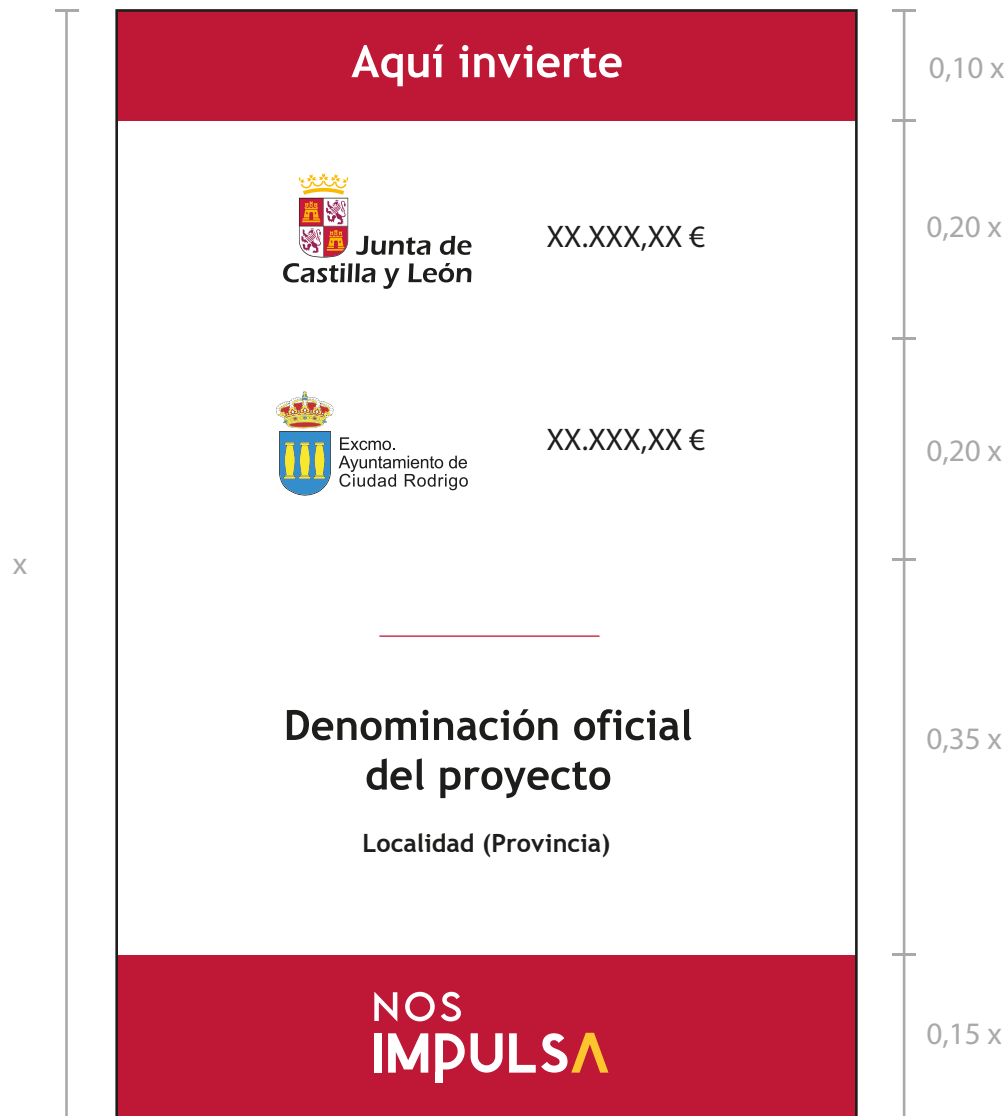 Aquí invierte
0,10 x
Junta de
Castilla y León
XX.XXX,XX €
0,20 x
Excmo.
Ayuntamiento de
Ciudad Rodrigo
XX.XXX,XX €
0,20 x
x
Denominación oficial
del proyecto
Localidad (Provincia)
0,35 x
NOS
IMPULSA
0,15 x